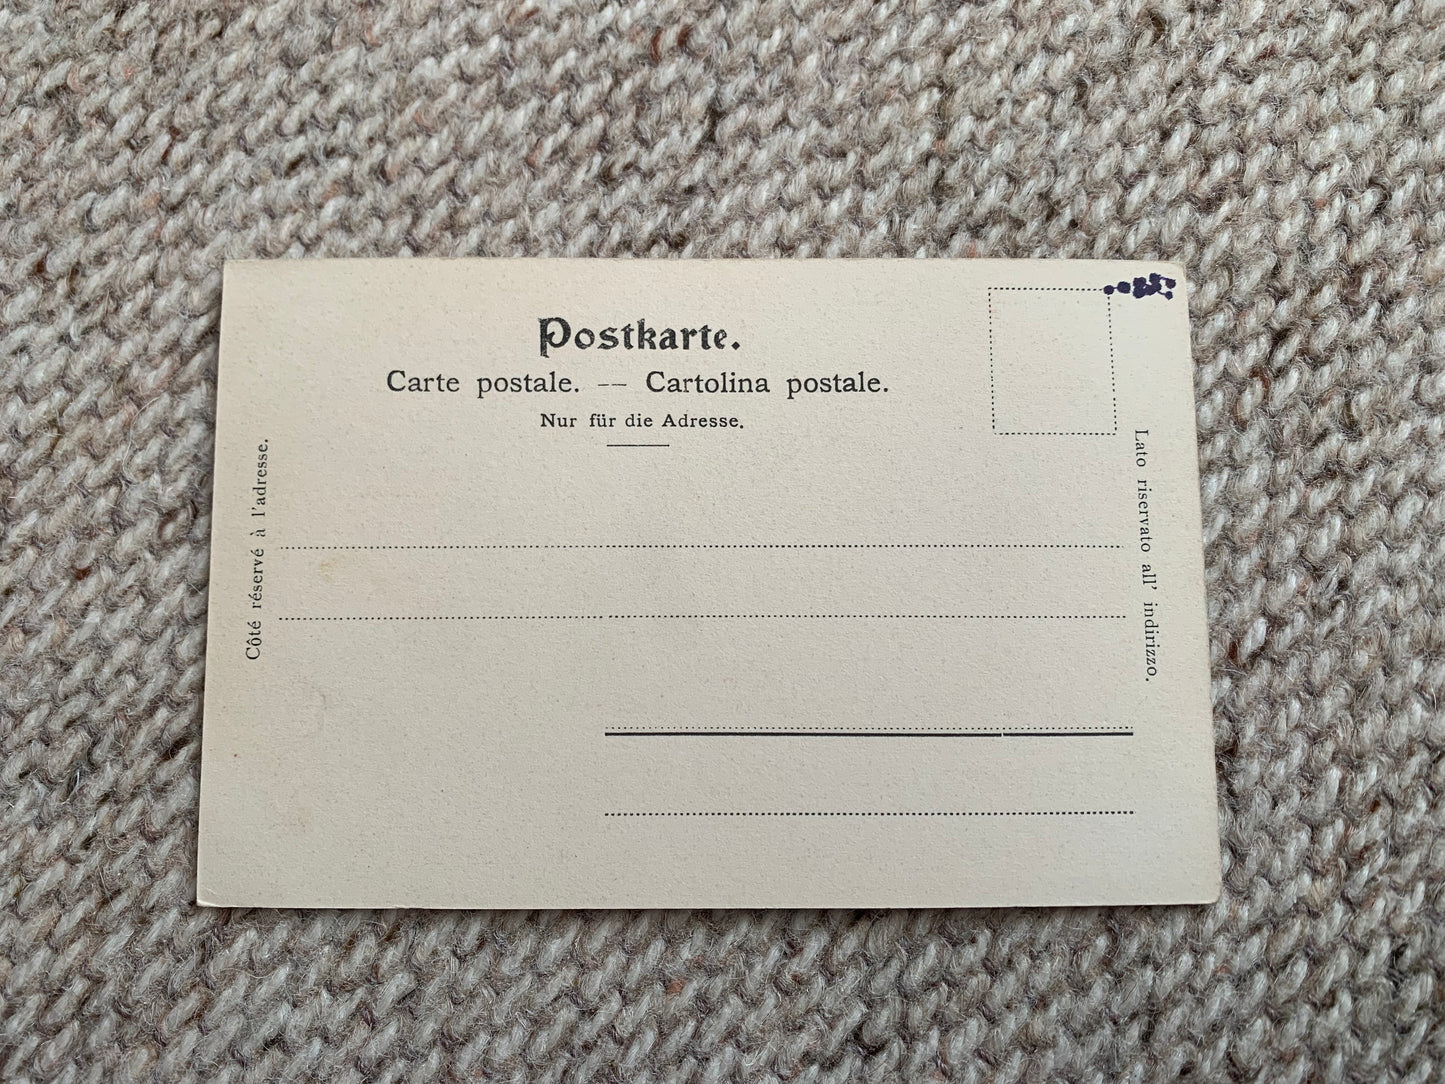 Postkarte.
Carte postale. — Cartolina postale.
Nur für die Adresse.
Côté réservé à l'adresse.
Lato riservato all' indirizzo.